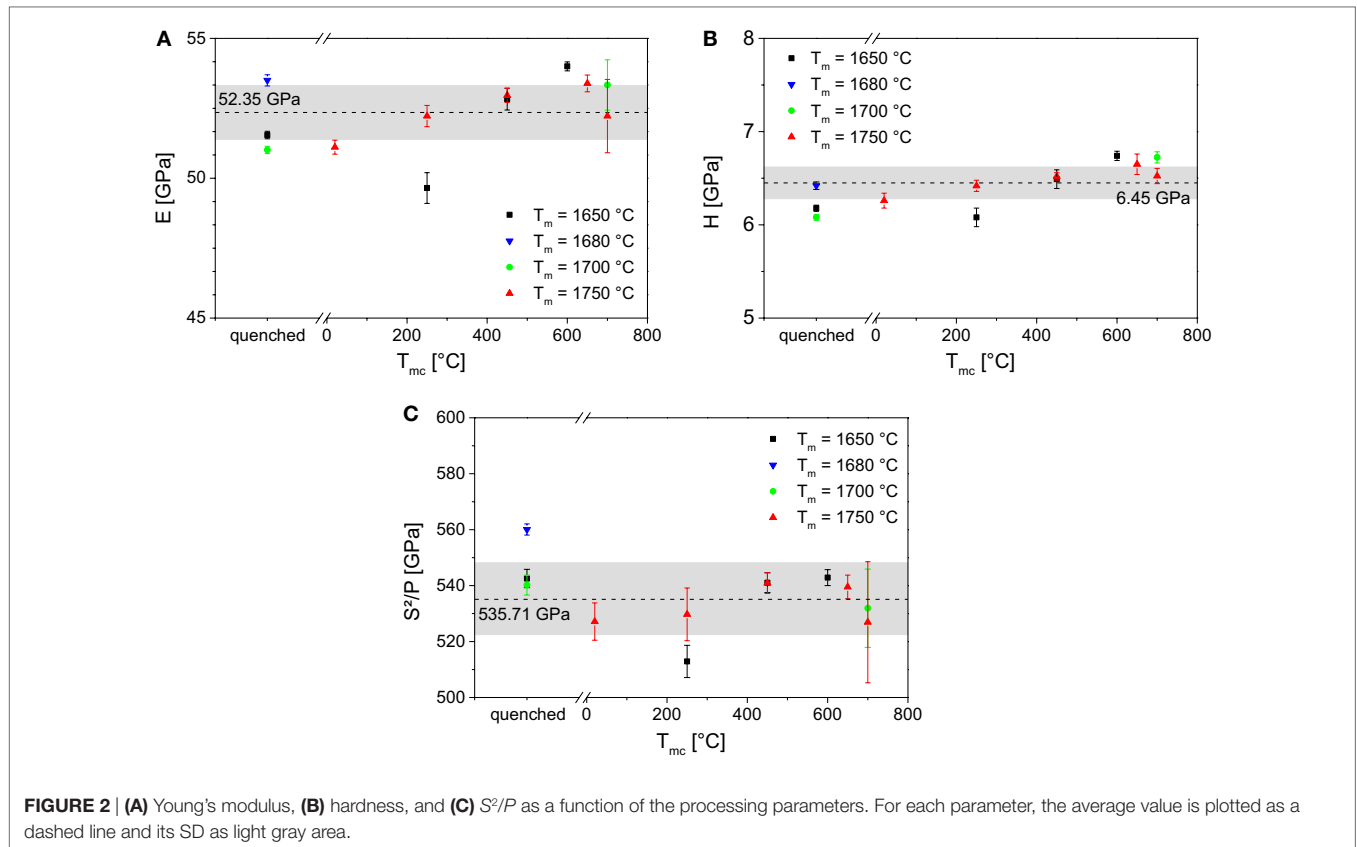 A
55
50
45
E [GPa]
52.35 GPa
T_m = 1650 °C
T_m = 1680 °C
T_m = 1700 °C
T_m = 1750 °C
quenched 0 200 400 600 800
T_mc [°C]
B
8
7
6
5
H [GPa]
T_m = 1650 °C
T_m = 1680 °C
T_m = 1700 °C
T_m = 1750 °C
6.45 GPa
quenched 0 200 400 600 800
T_mc [°C]
C
600
580
560
540
520
500
S²/P [GPa]
T_m = 1650 °C
T_m = 1680 °C
T_m = 1700 °C
T_m = 1750 °C
535.71 GPa
quenched 0 200 400 600 800
T_mc [°C]
FIGURE 2 | (A) Young's modulus, (B) hardness, and (C) S²/P as a function of the processing parameters. For each parameter, the average value is plotted as a
dashed line and its SD as light gray area.